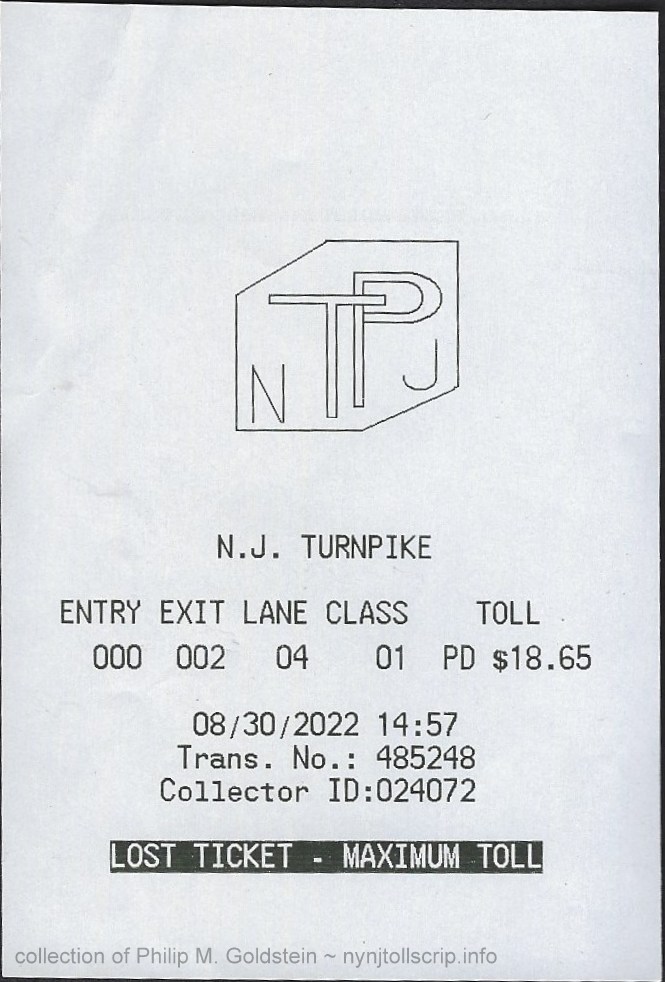 TP
N J
N.J. TURNPIKE
ENTRY EXIT LANE CLASS TOLL
000 002 04 01 PD $18.65
08/30/2022 14:57
Trans. No.: 485248
Collector ID:024072
LOST TICKET - MAXIMUM TOLL
collection of Philip M. Goldstein ~ nynjtollscrip.info